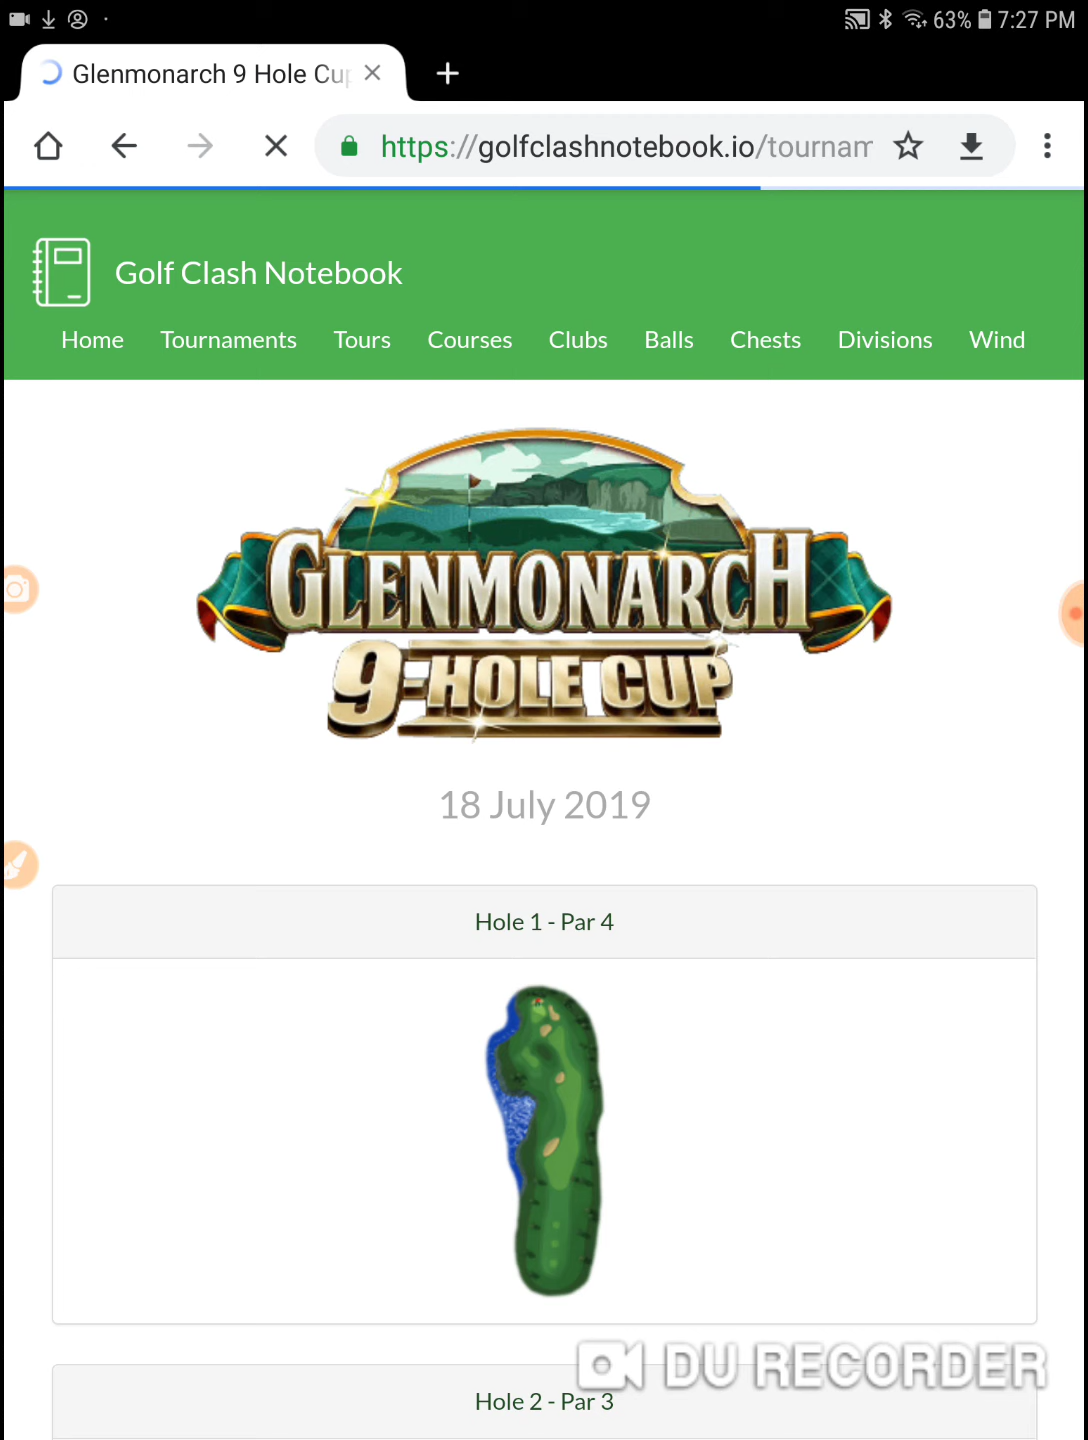 63% 7:27 PM
Glenmonarch 9 Hole Cup
https://golfclashnotebook.io/tournam
Golf Clash Notebook
Home Tournaments Tours Courses Clubs Balls Chests Divisions Wind
GLENMONARCH
9-HOLE CUP
18 July 2019
Hole 1 - Par 4
DU RECORDER
Hole 2 - Par 3